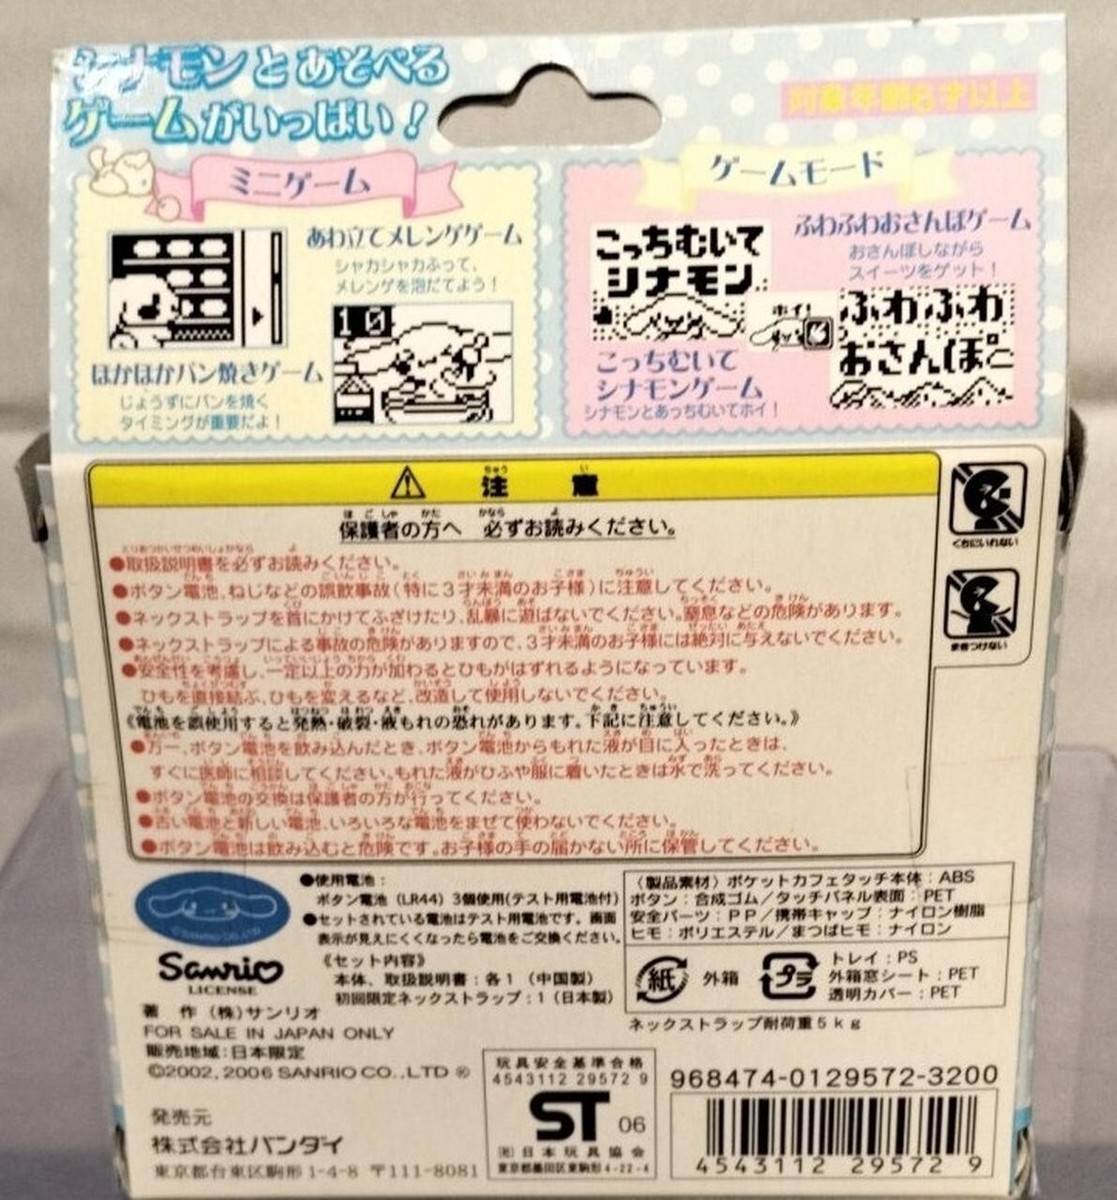 シナモンとあそべる
ゲームがいっぱい！
対象年齢6才以上
ミニゲーム
あわ立てメレンゲゲーム
シャカシャカふって、
メレンゲを泡だてよう！
10
ほかほかパン焼きゲーム
じょうずにパンを焼く
タイミングが重要だよ！
ゲームモード
こっちむいて
シナモン
ホイ！
ふわふわおさんぽゲーム
おさんぽしながら
スイーツをゲット！
ふわふわ
おさんぽ
こっちむいて
シナモンゲーム
シナモンとあっちむいてホイ！
注意
保護者の方へ 必ずお読みください。
●取扱説明書を必ずお読みください。
●ボタン電池、ねじなどの誤飲事故（特に3才未満のお子様）に注意してください。
●ネックストラップを首にかけてふざけたり、乱暴に遊ばないでください。窒息などの危険があります。
●ネックストラップによる事故の危険がありますので、3才未満のお子様には絶対に与えないでください。
●安全性を考慮し、一定以上の力が加わるとひもがはずれるようになっています。
ひもを直接結ぶ、ひもを変えるなど、改造して使用しないでください。
《電池を誤使用すると発熱・破裂・液もれの恐れがあります。下記に注意してください。》
●万一、ボタン電池を飲み込んだとき、ボタン電池からもれた液が目に入ったときは、
すぐに医師に相談してください。もれた液がひふや服に着いたときは水で洗ってください。
●ボタン電池の交換は保護者の方が行ってください。
●古い電池と新しい電池、いろいろな電池をまぜて使わないでください。
●ボタン電池は飲み込むと危険です。お子様の手の届かない所に保管してください。
くちにいれない
まきつけない
©SANRIO CO.,LTD
Sanrio
LICENSE
●使用電池：
ボタン電池（LR44）3個使用(テスト用電池付)
●セットされている電池はテスト用電池です。画面
表示が見えにくくなったら電池をご交換ください。
《セット内容》
本体、取扱説明書：各1（中国製）
初回限定ネックストラップ：1（日本製）
〈製品素材〉ポケットカフェタッチ本体：ABS
ボタン：合成ゴム／タッチパネル表面：PET
安全パーツ：PP／携帯キャップ：ナイロン樹脂
ヒモ：ポリエステル／まつばヒモ：ナイロン
紙 外箱
プラ
トレイ：PS
外箱窓シート：PET
透明カバー：PET
ネックストラップ耐荷重5kg
著 作（株）サンリオ
FOR SALE IN JAPAN ONLY
販売地域：日本限定
©2002,2006 SANRIO CO.,LTD ®
発売元
株式会社バンダイ
東京都台東区駒形1-4-8 〒111-8081
玩具安全基準合格
4543112 29572 9
ST 06
(社)日本玩具協会
東京都墨田区東駒形4-22-4
968474-0129572-3200
4543112 29572 9